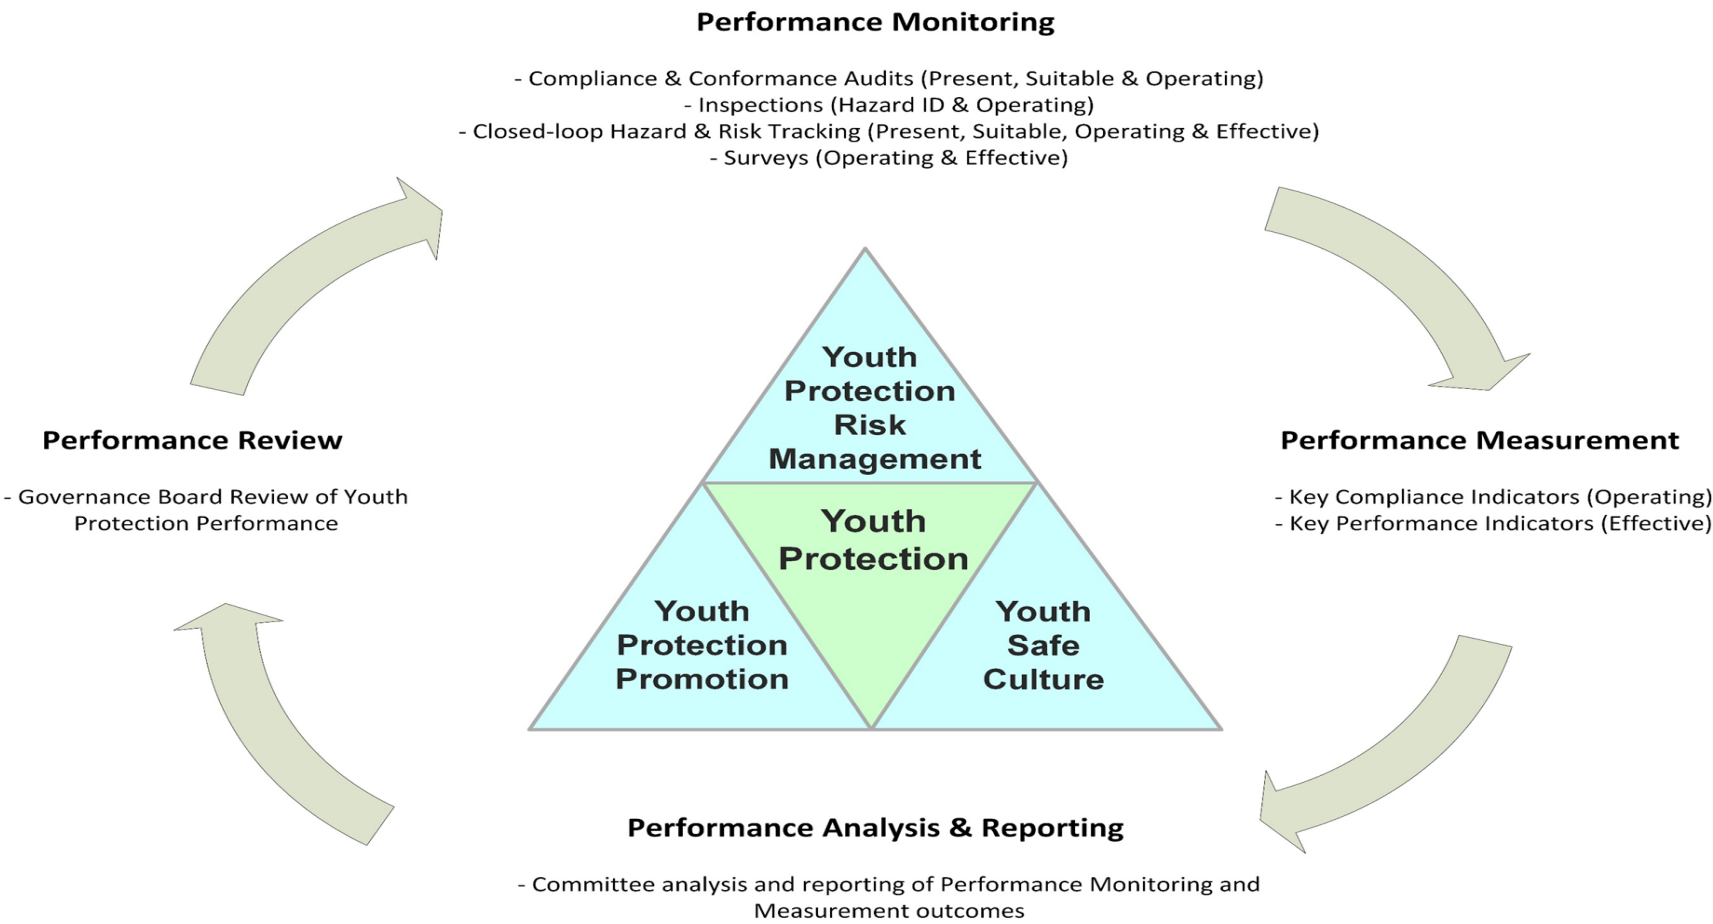 Performance Monitoring
- Compliance & Conformance Audits (Present, Suitable & Operating)
- Inspections (Hazard ID & Operating)
- Closed-loop Hazard & Risk Tracking (Present, Suitable, Operating & Effective)
- Surveys (Operating & Effective)
Youth
Protection
Risk
Management
Performance Review
- Governance Board Review of Youth
Protection Performance
Performance Measurement
- Key Compliance Indicators (Operating)
- Key Performance Indicators (Effective)
Youth
Protection
Youth
Protection
Promotion
Youth
Safe
Culture
Performance Analysis & Reporting
- Committee analysis and reporting of Performance Monitoring and
Measurement outcomes